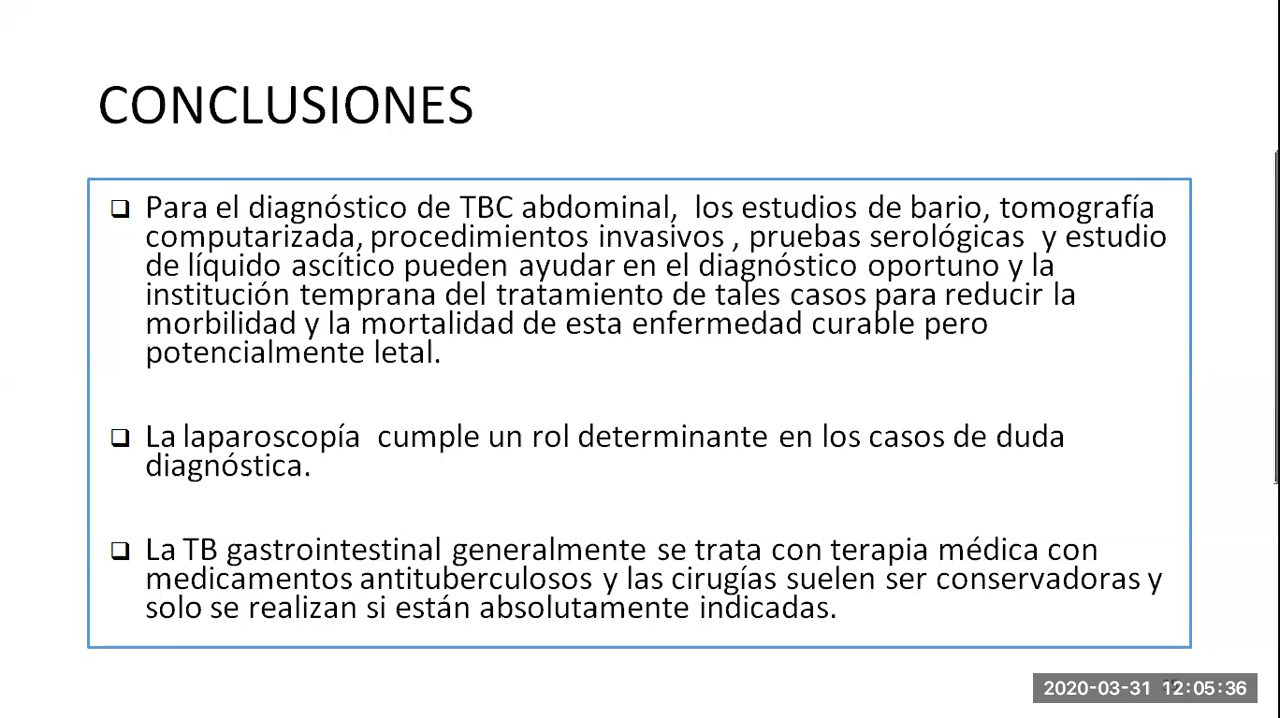 CONCLUSIONES
❑ Para el diagnóstico de TBC abdominal, los estudios de bario, tomografía
computarizada, procedimientos invasivos , pruebas serológicas y estudio
de líquido ascítico pueden ayudar en el diagnóstico oportuno y la
institución temprana del tratamiento de tales casos para reducir la
morbilidad y la mortalidad de esta enfermedad curable pero
potencialmente letal.
❑ La laparoscopía cumple un rol determinante en los casos de duda
diagnóstica.
❑ La TB gastrointestinal generalmente se trata con terapia médica con
medicamentos antituberculosos y las cirugías suelen ser conservadoras y
solo se realizan si están absolutamente indicadas.
2020-03-31 12:05:36